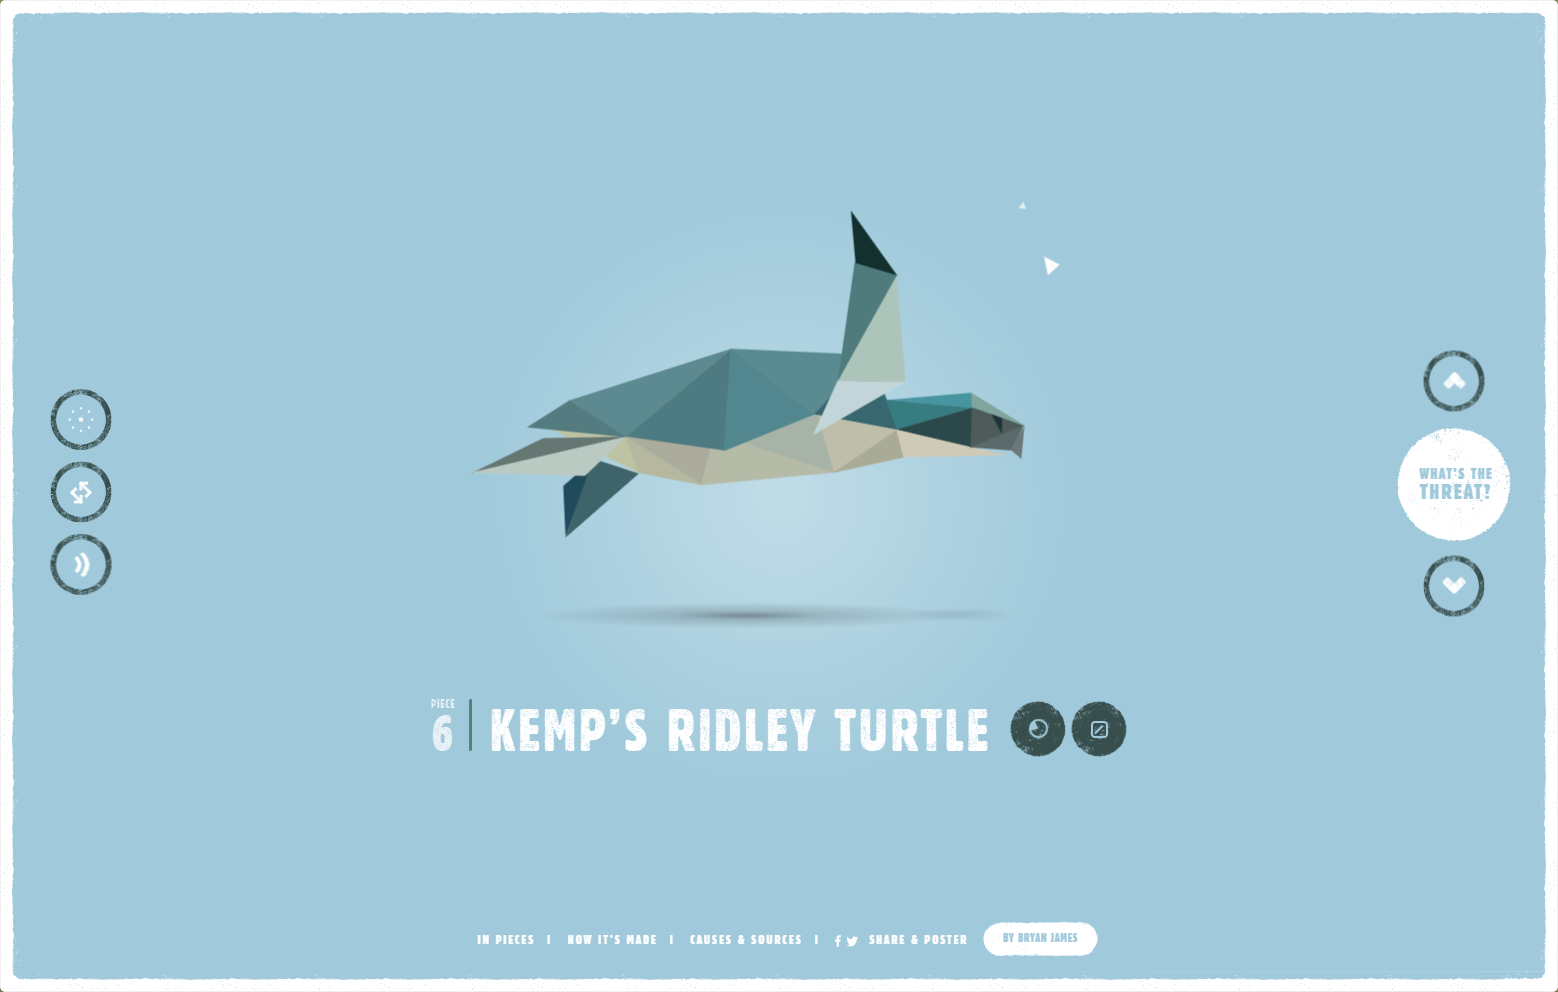 WHAT'S THE
THREAT?
PIECE
6
KEMP'S RIDLEY TURTLE
IN PIECES | HOW IT'S MADE | CAUSES & SOURCES | SHARE & POSTER BY BRYAN JAMES